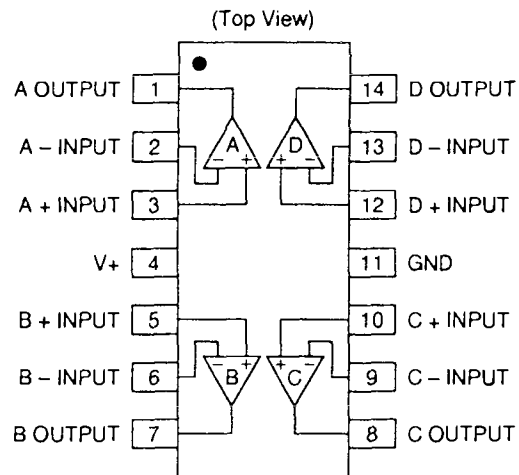 (Top View)
A OUTPUT 1 14 D OUTPUT
A – INPUT 2 A D 13 D – INPUT
– + + –
A + INPUT 3 12 D + INPUT
V+ 4 11 GND
B + INPUT 5 10 C + INPUT
– + + –
B – INPUT 6 B C 9 C – INPUT
B OUTPUT 7 8 C OUTPUT